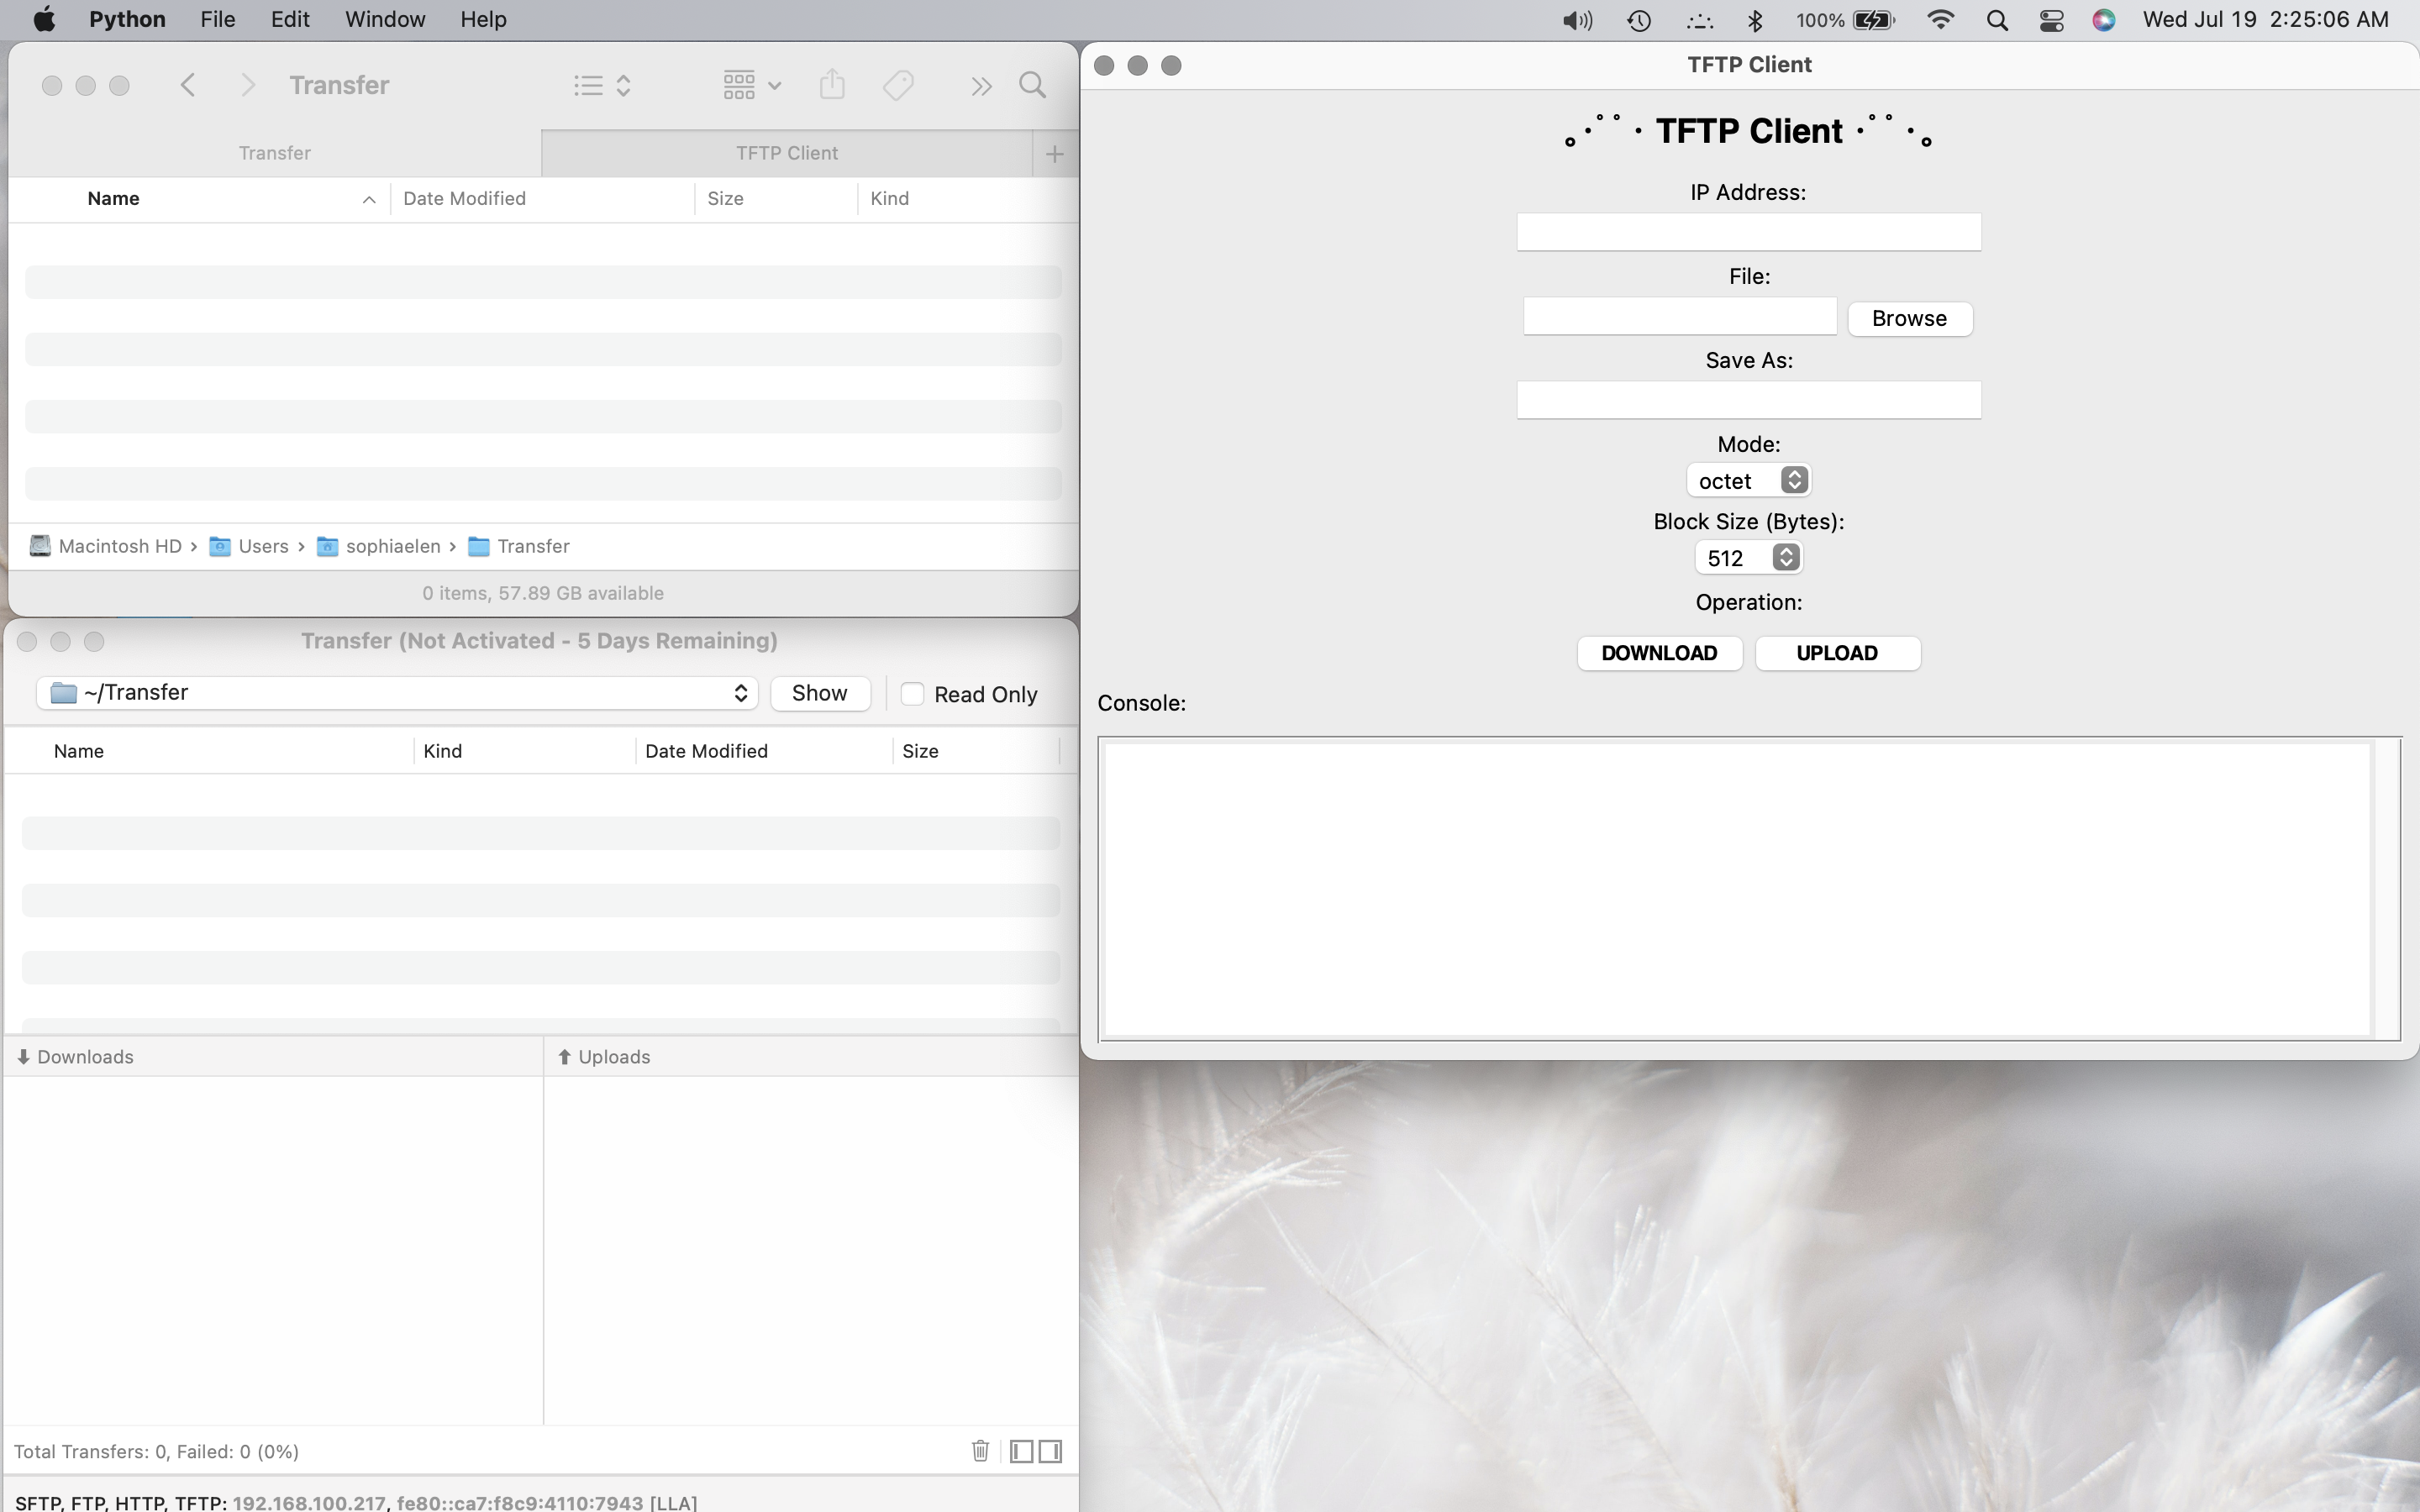 Python File Edit Window Help 100% Wed Jul 19 2:25:06 AM
Transfer
Transfer TFTP Client +
Name Date Modified Size Kind
Macintosh HD › Users › sophiaelen › Transfer
0 items, 57.89 GB available
Transfer (Not Activated - 5 Days Remaining)
~/Transfer Show Read Only
Name Kind Date Modified Size
Downloads Uploads
Total Transfers: 0, Failed: 0 (0%)
SFTP, FTP, HTTP, TFTP: 192.168.100.217, fe80::ca7:f8c9:4110:7943 [LLA]
TFTP Client
｡･ﾟﾟ･ TFTP Client ･ﾟﾟ･｡
IP Address:
File:
Browse
Save As:
Mode:
octet
Block Size (Bytes):
512
Operation:
DOWNLOAD UPLOAD
Console: